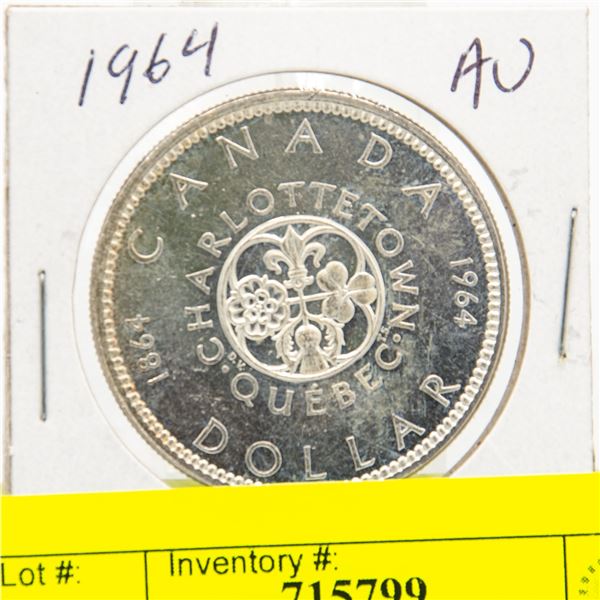 1964 AU
CANADA
1864 ·CHARLOTTETOWN· 1964
·QUÉBEC·
DOLLAR
Lot #: Inventory #:
715799